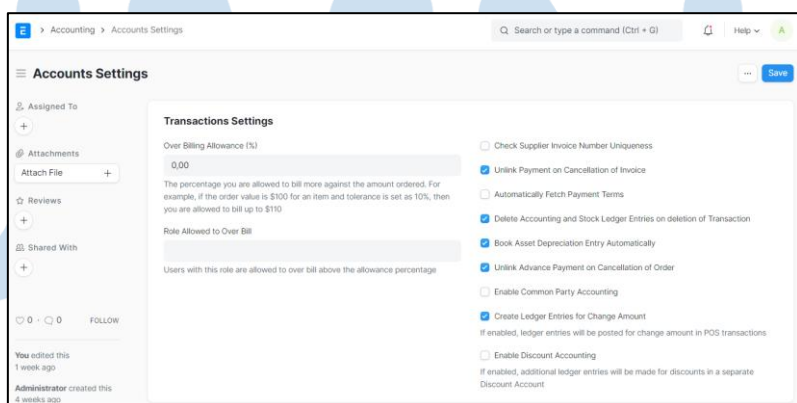 E > Accounting > Accounts Settings
Search or type a command (Ctrl + G)
Help
A
Accounts Settings
...
Save
Assigned To
+
Attachments
Attach File +
Reviews
+
Shared With
+
0 · 0 FOLLOW
You edited this
1 week ago
Administrator created this
4 weeks ago
Transactions Settings
Over Billing Allowance (%)
0,00
The percentage you are allowed to bill more against the amount ordered. For
example, if the order value is $100 for an item and tolerance is set as 10%, then
you are allowed to bill up to $110
Role Allowed to Over Bill
Users with this role are allowed to over bill above the allowance percentage
Check Supplier Invoice Number Uniqueness
Unlink Payment on Cancellation of Invoice
Automatically Fetch Payment Terms
Delete Accounting and Stock Ledger Entries on deletion of Transaction
Book Asset Depreciation Entry Automatically
Unlink Advance Payment on Cancellation of Order
Enable Common Party Accounting
Create Ledger Entries for Change Amount
If enabled, ledger entries will be posted for change amount in POS transactions
Enable Discount Accounting
If enabled, additional ledger entries will be made for discounts in a separate
Discount Account